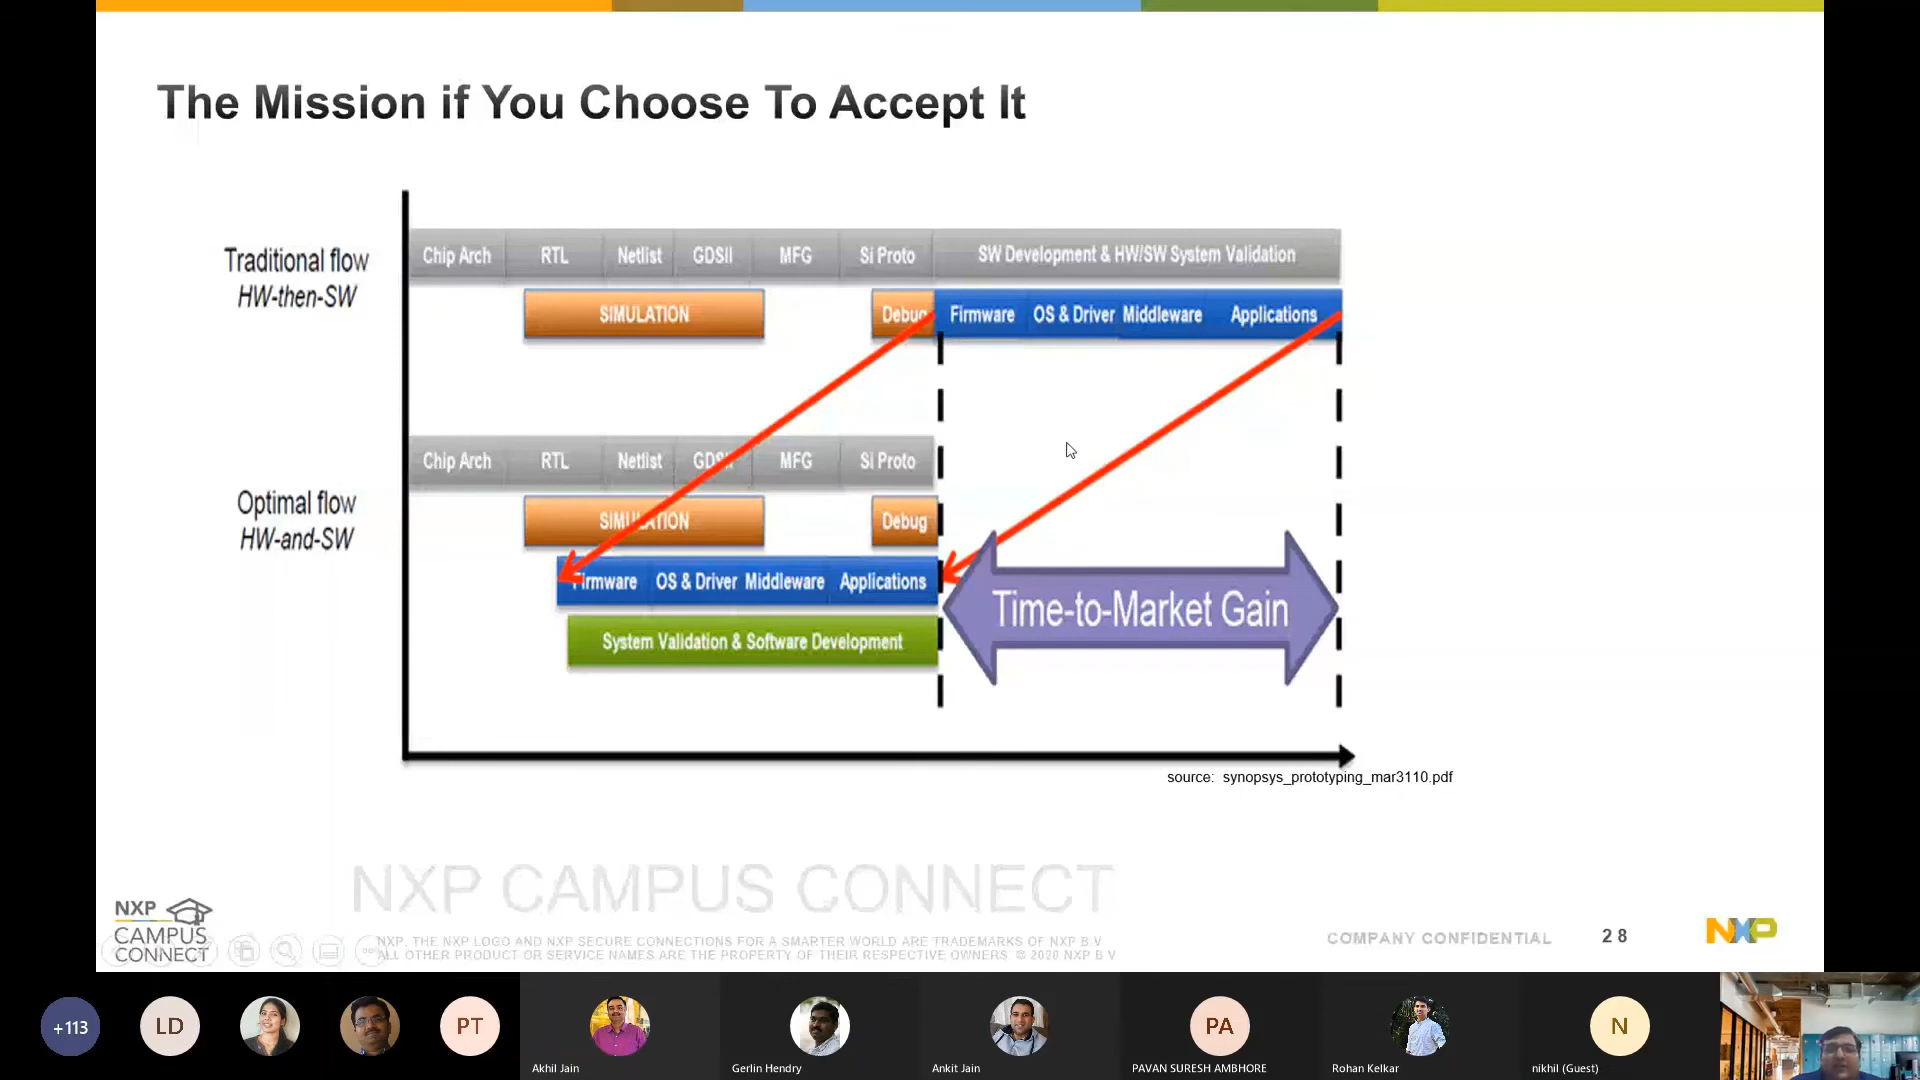 The Mission if You Choose To Accept It
Traditional flow
HW-then-SW
Chip Arch RTL Netlist GDSII MFG Si Proto SW Development & HW/SW System Validation
SIMULATION Debug Firmware OS & Driver Middleware Applications
Optimal flow
HW-and-SW
Chip Arch RTL Netlist GDSII MFG Si Proto
SIMULATION Debug
Firmware OS & Driver Middleware Applications
System Validation & Software Development
Time-to-Market Gain
source: synopsys_prototyping_mar3110.pdf
NXP CAMPUS CONNECT
NXP
CAMPUS
CONNECT
NXP, THE NXP LOGO AND NXP SECURE CONNECTIONS FOR A SMARTER WORLD ARE TRADEMARKS OF NXP B.V
ALL OTHER PRODUCT OR SERVICE NAMES ARE THE PROPERTY OF THEIR RESPECTIVE OWNERS. © 2020 NXP B.V
COMPANY CONFIDENTIAL
28
NXP
+113
LD
PT
PA
N
Akhil Jain
Gerlin Hendry
Ankit Jain
PAVAN SURESH AMBHORE
Rohan Kelkar
nikhil (Guest)